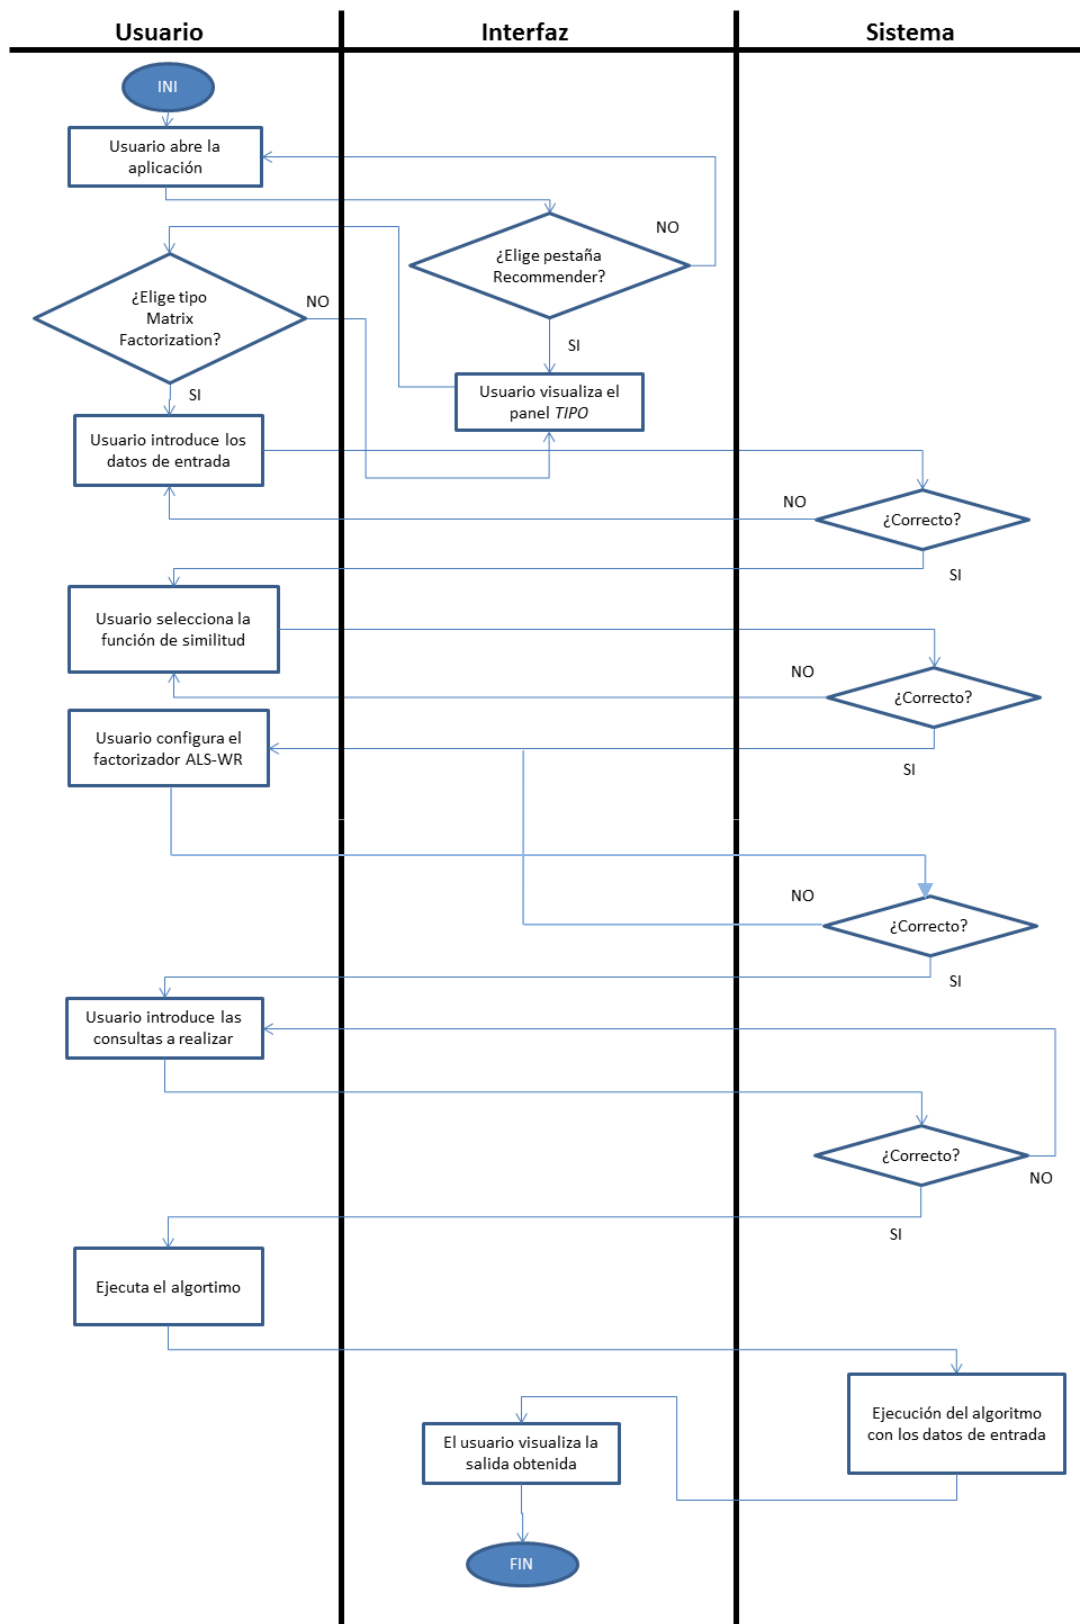 Usuario
Interfaz
Sistema
INI
Usuario abre la
aplicación
¿Elige pestaña
Recommender?
NO
¿Elige tipo
Matrix
Factorization?
NO
SI
SI
Usuario visualiza el
panel TIPO
Usuario introduce los
datos de entrada
NO
¿Correcto?
SI
Usuario selecciona la
función de similitud
NO
¿Correcto?
SI
Usuario configura el
factorizador ALS-WR
NO
¿Correcto?
SI
Usuario introduce las
consultas a realizar
¿Correcto?
NO
SI
Ejecuta el algortimo
Ejecución del algoritmo
con los datos de entrada
El usuario visualiza la
salida obtenida
FIN